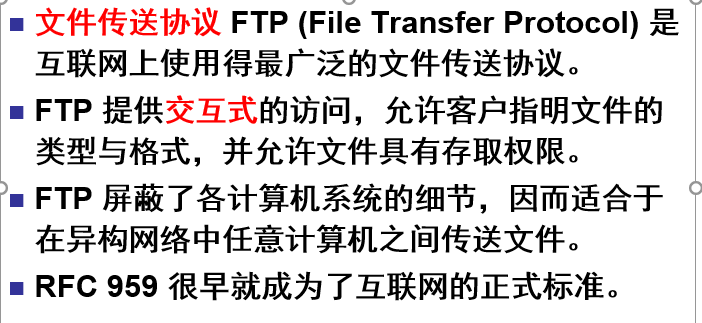 文件传送协议 FTP (File Transfer Protocol) 是
互联网上使用得最广泛的文件传送协议。
FTP 提供交互式的访问，允许客户指明文件的
类型与格式，并允许文件具有存取权限。
FTP 屏蔽了各计算机系统的细节，因而适合于
在异构网络中任意计算机之间传送文件。
RFC 959 很早就成为了互联网的正式标准。